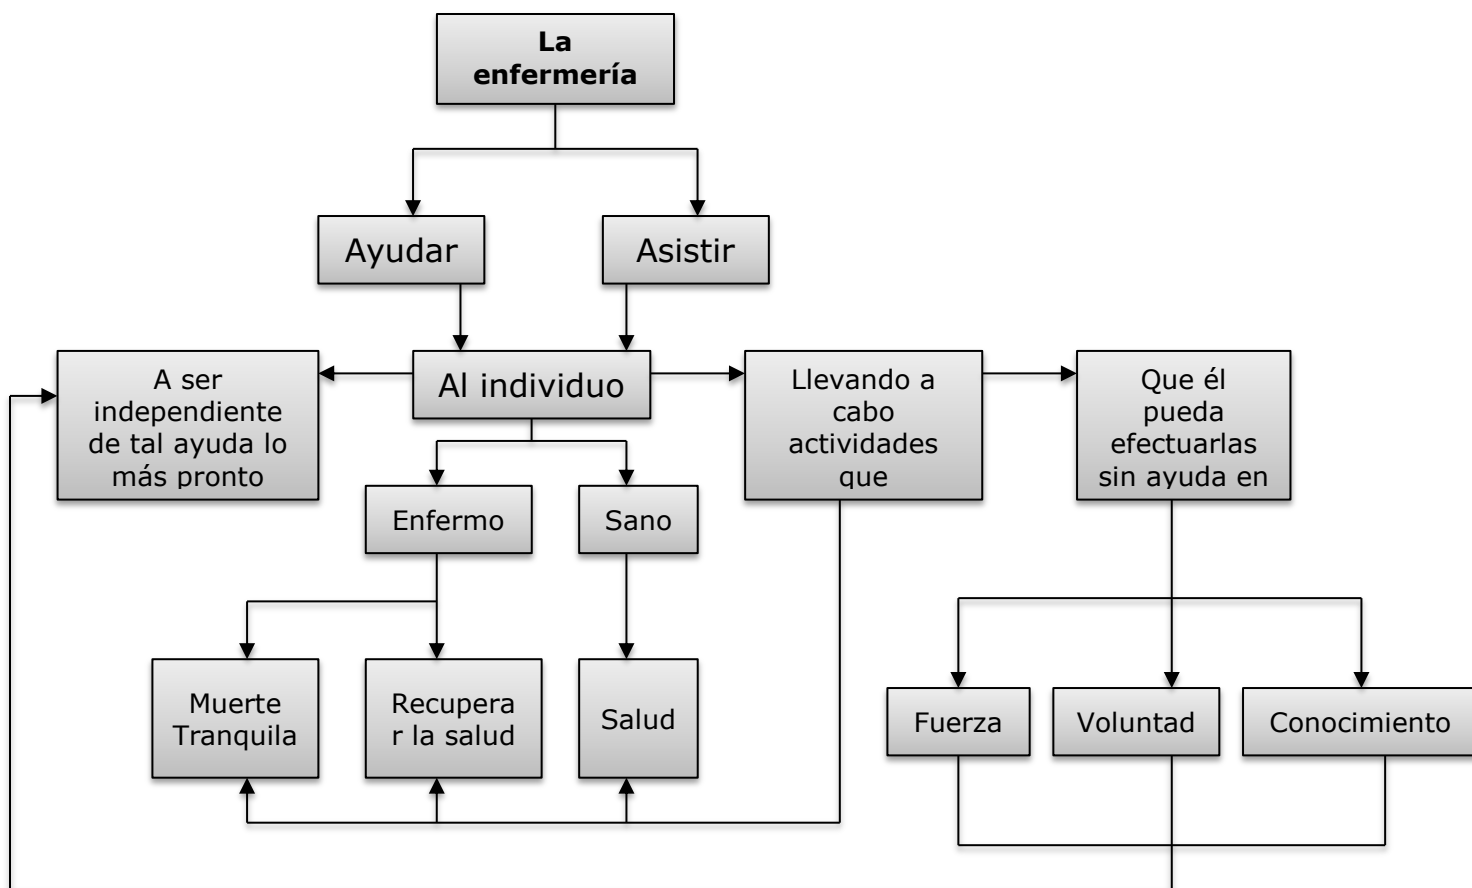 La
enfermería
Ayudar
Asistir
A ser
independiente
de tal ayuda lo
más pronto
Al individuo
Llevando a
cabo
actividades
que
Que él
pueda
efectuarlas
sin ayuda en
Enfermo
Sano
Muerte
Tranquila
Recupera
r la salud
Salud
Fuerza
Voluntad
Conocimiento